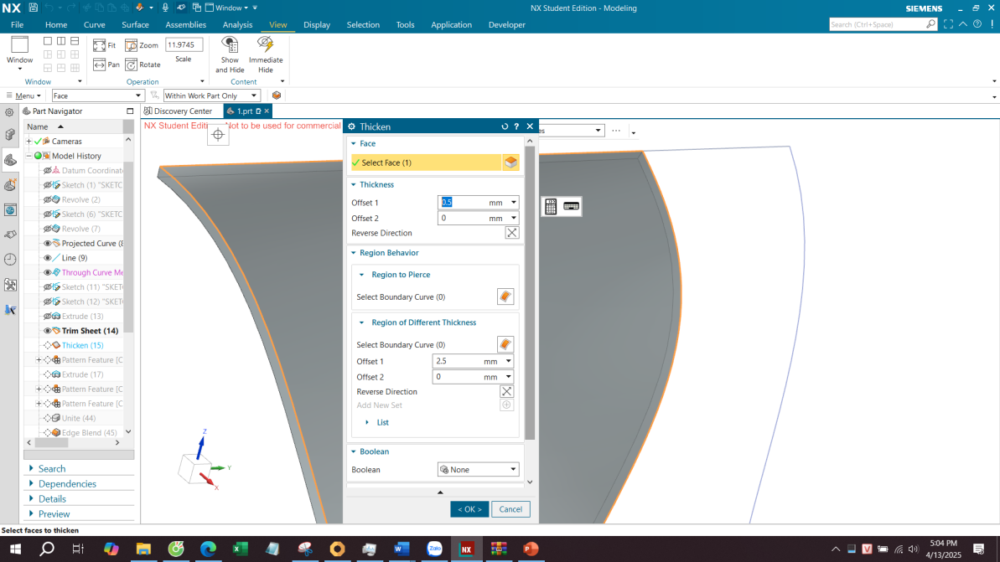 NX
Window
NX Student Edition - Modeling
SIEMENS
File Home Curve Surface Assemblies Analysis View Display Selection Tools Application Developer
Search (Ctrl+Space)
Window
Fit
Zoom
11.9745
Pan
Rotate
Scale
Show and Hide
Immediate Hide
Window
Operation
Content
Menu
Face
Within Work Part Only
Part Navigator
Discovery Center
1.prt
NX Student Editi
Not to be used for commercial
es
Name
Cameras
Model History
Datum Coordinat
Sketch (1) "SKETC
Revolve (2)
Sketch (6) "SKETC
Revolve (7)
Projected Curve (8
Line (9)
Through Curve Me
Sketch (11) "SKET
Sketch (12) "SKET
Extrude (13)
Trim Sheet (14)
Thicken (15)
Pattern Feature [C
Extrude (17)
Pattern Feature [C
Pattern Feature [C
Unite (44)
Edge Blend (45)
Search
Dependencies
Details
Preview
Thicken
Face
Select Face (1)
Thickness
Offset 1 0.5 mm
Offset 2 0 mm
Reverse Direction
Region Behavior
Region to Pierce
Select Boundary Curve (0)
Region of Different Thickness
Select Boundary Curve (0)
Offset 1 2.5 mm
Offset 2 0 mm
Reverse Direction
Add New Set
List
Boolean
Boolean None
< OK > Cancel
Z
Y
X
Select faces to thicken
5:04 PM
4/13/2025